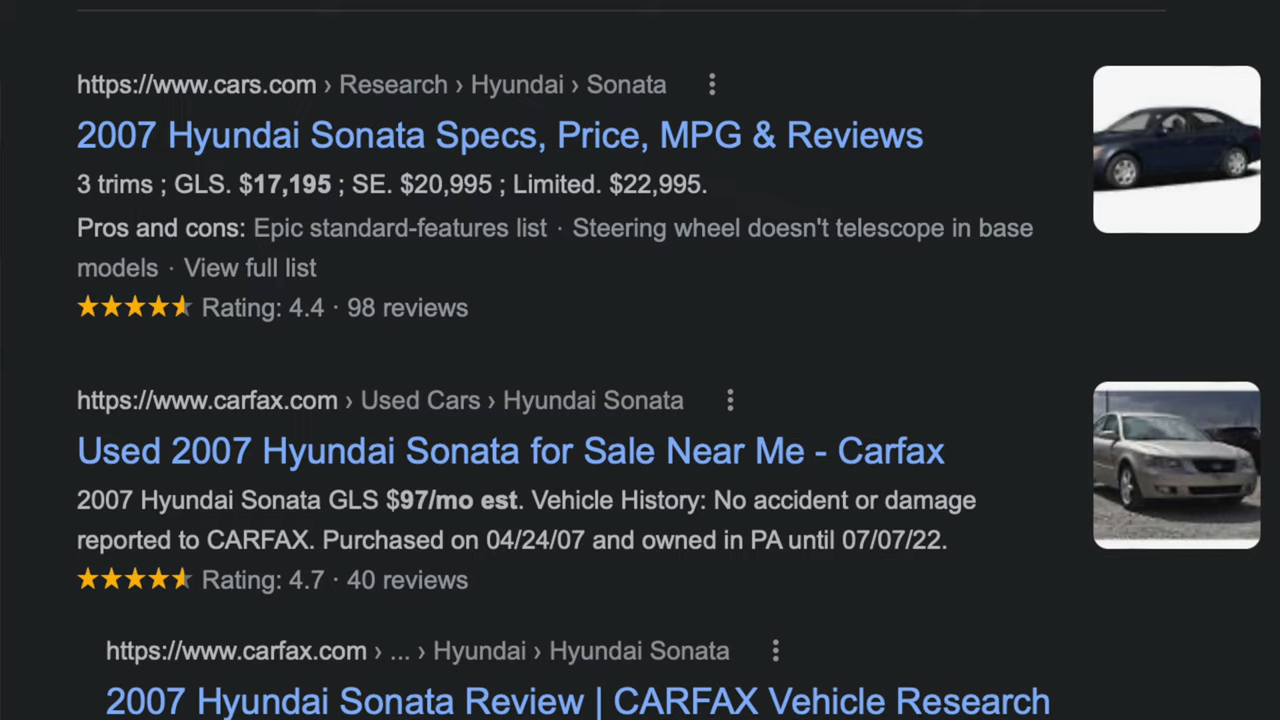 https://www.cars.com › Research › Hyundai › Sonata
2007 Hyundai Sonata Specs, Price, MPG & Reviews
3 trims ; GLS. $17,195 ; SE. $20,995 ; Limited. $22,995.
Pros and cons: Epic standard-features list · Steering wheel doesn't telescope in base
models · View full list
Rating: 4.4 · 98 reviews
https://www.carfax.com › Used Cars › Hyundai Sonata
Used 2007 Hyundai Sonata for Sale Near Me - Carfax
2007 Hyundai Sonata GLS $97/mo est. Vehicle History: No accident or damage
reported to CARFAX. Purchased on 04/24/07 and owned in PA until 07/07/22.
Rating: 4.7 · 40 reviews
https://www.carfax.com › ... › Hyundai › Hyundai Sonata
2007 Hyundai Sonata Review | CARFAX Vehicle Research